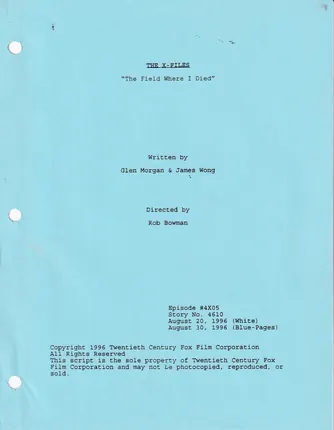 THE X-FILES
"The Field Where I Died"
Written by
Glen Morgan & James Wong
Directed by
Rob Bowman
Episode #4X05
Story No. 4610
August 20, 1996 (White)
August 30, 1996 (Blue-Pages)
Copyright 1996 Twentieth Century Fox Film Corporation
All Rights Reserved
This script is the sole property of Twentieth Century Fox
Film Corporation and may not be photocopied, reproduced, or
sold.